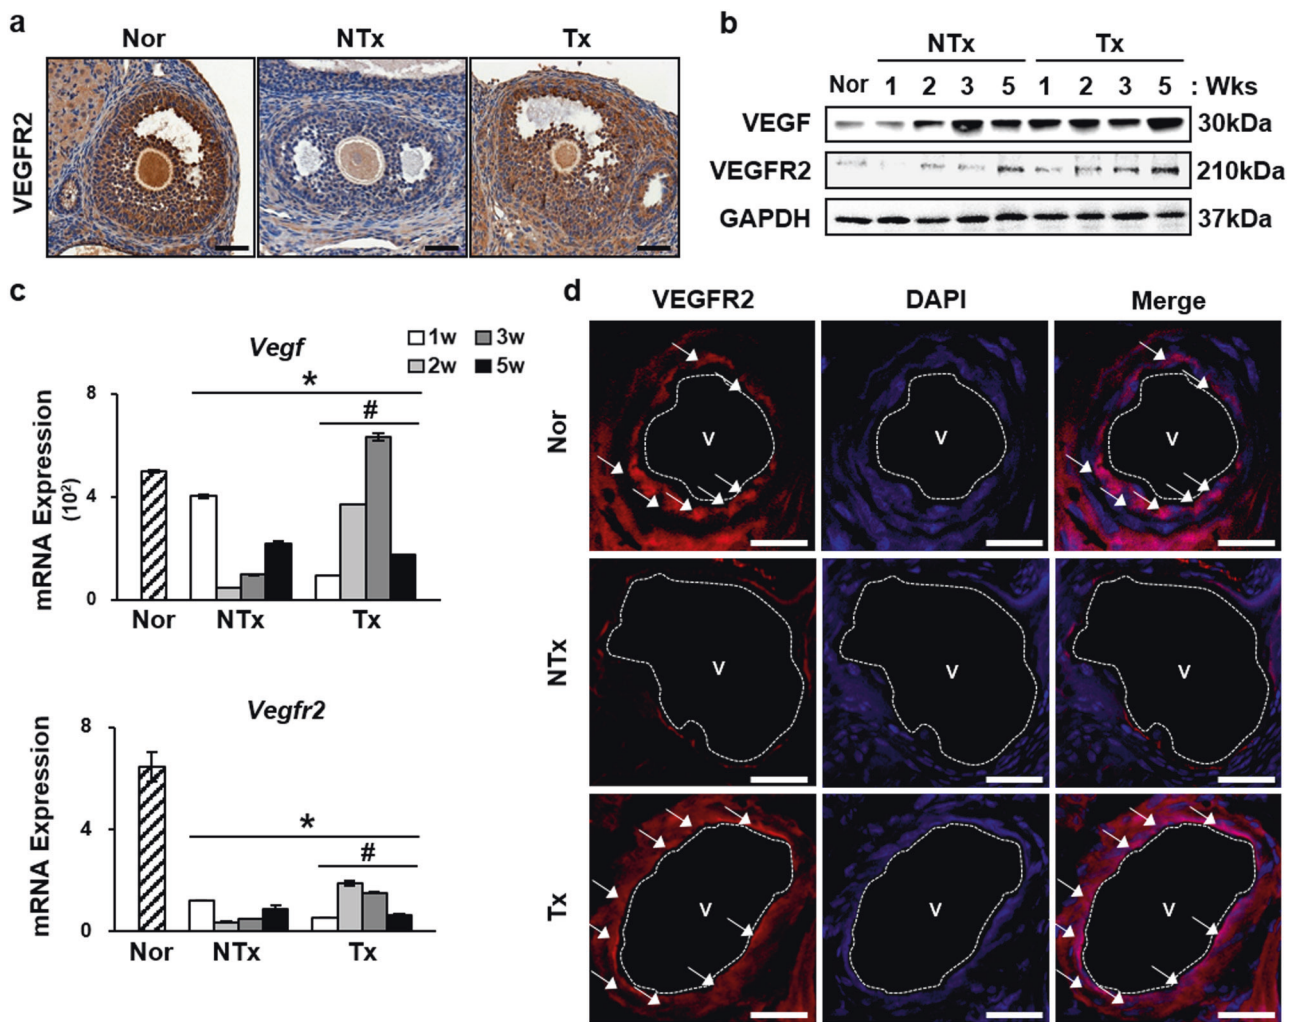 a
Nor NTx Tx
VEGFR2
b
NTx Tx
Nor 1 2 3 5 1 2 3 5 : Wks
VEGF 30kDa
VEGFR2 210kDa
GAPDH 37kDa
c
Vegf
1w 3w
2w 5w
*
#
8
4
0
mRNA Expression
(10²)
Nor NTx Tx
Vegfr2
*
#
8
4
0
mRNA Expression
Nor NTx Tx
d
VEGFR2 DAPI Merge
Nor
V V V
NTx
V V V
Tx
V V V